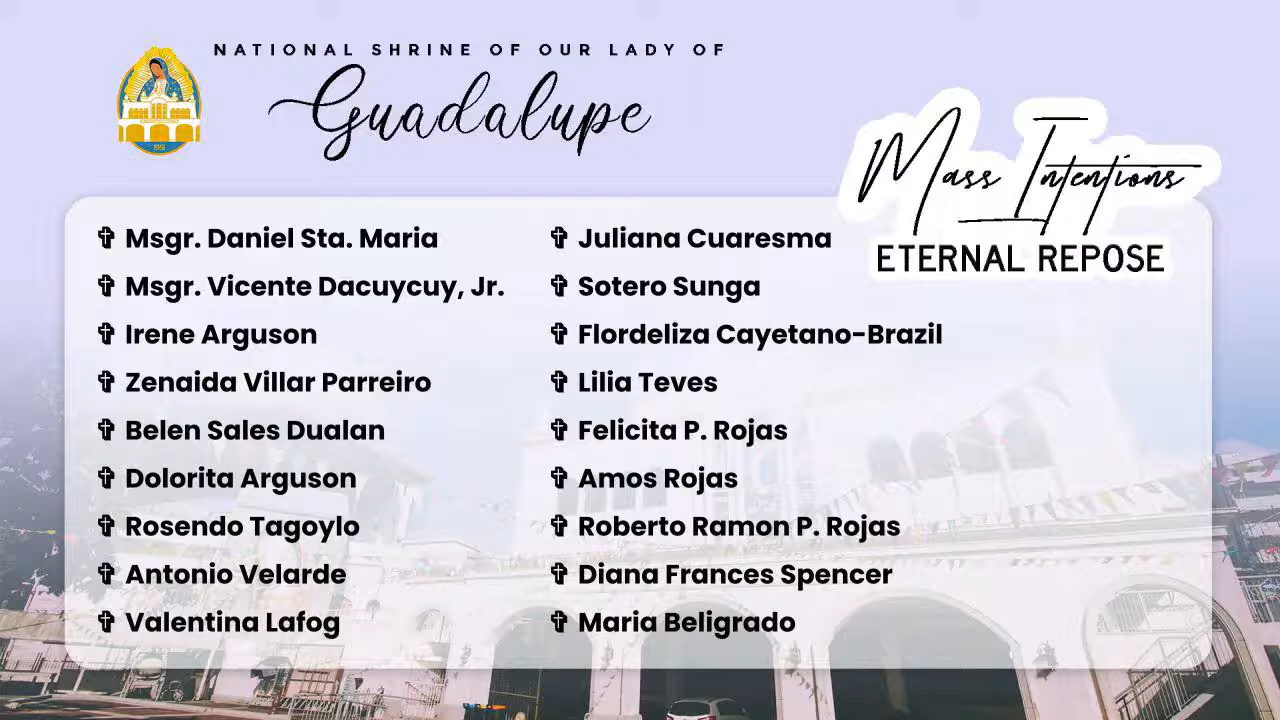 NATIONAL SHRINE OF OUR LADY OF
Guadalupe
1951
Mass Intentions
ETERNAL REPOSE
✞ Msgr. Daniel Sta. Maria
✞ Msgr. Vicente Dacuycuy, Jr.
✞ Irene Arguson
✞ Zenaida Villar Parreiro
✞ Belen Sales Dualan
✞ Dolorita Arguson
✞ Rosendo Tagoylo
✞ Antonio Velarde
✞ Valentina Lafog
✞ Juliana Cuaresma
✞ Sotero Sunga
✞ Flordeliza Cayetano-Brazil
✞ Lilia Teves
✞ Felicita P. Rojas
✞ Amos Rojas
✞ Roberto Ramon P. Rojas
✞ Diana Frances Spencer
✞ Maria Beligrado